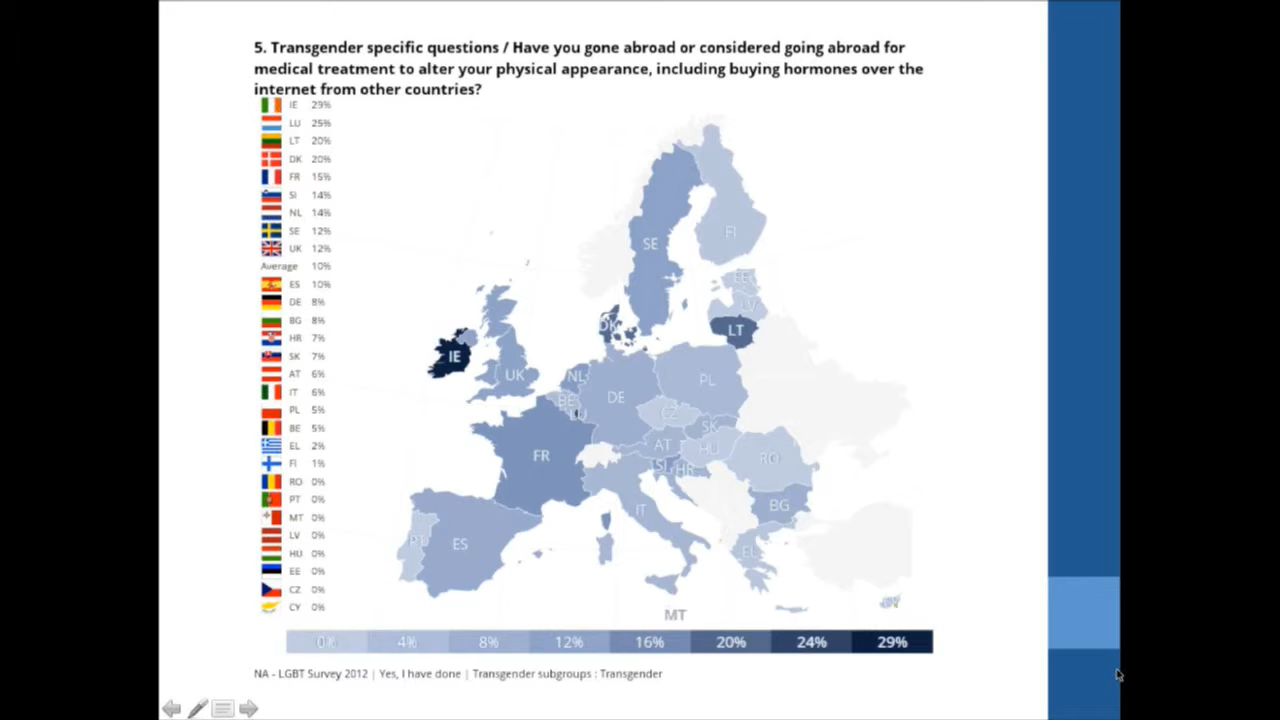 5. Transgender specific questions / Have you gone abroad or considered going abroad for
medical treatment to alter your physical appearance, including buying hormones over the
internet from other countries?
IE 29%
LU 25%
LT 20%
DK 20%
FR 15%
SI 14%
NL 14%
SE 12%
UK 12%
Average 10%
ES 10%
DE 8%
BG 8%
HR 7%
SK 7%
AT 6%
IT 6%
PL 5%
BE 5%
EL 2%
FI 1%
RO 0%
PT 0%
MT 0%
LV 0%
HU 0%
EE 0%
CZ 0%
CY 0%
FI
SE
EE
LV
DK
LT
IE
UK
NL
PL
DE
BE
LU
CZ
SK
AT
HU
FR
RO
SI
HR
BG
IT
PT
ES
EL
CY
MT
0% 4% 8% 12% 16% 20% 24% 29%
NA - LGBT Survey 2012 | Yes, I have done | Transgender subgroups : Transgender